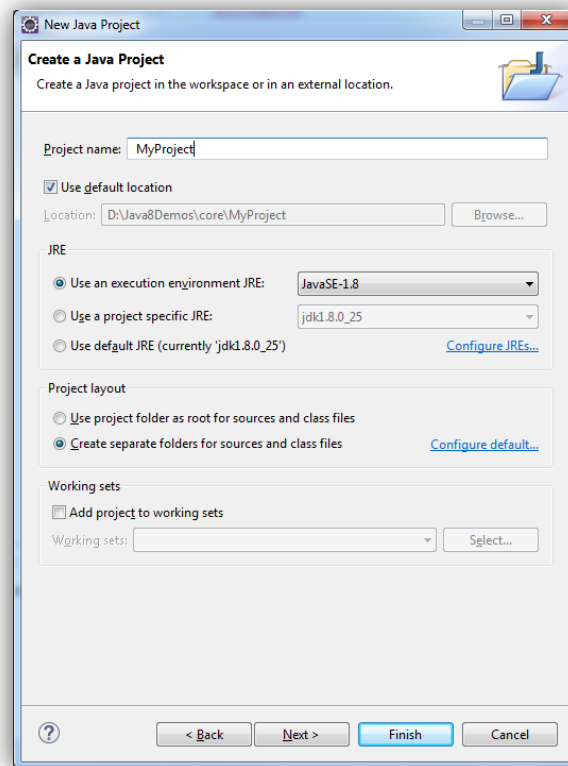 New Java Project
Create a Java Project
Create a Java project in the workspace or in an external location.
Project name: MyProject
Use default location
Location: D:\Java8Demos\core\MyProject Browse...
JRE
Use an execution environment JRE: JavaSE-1.8
Use a project specific JRE: jdk1.8.0_25
Use default JRE (currently 'jdk1.8.0_25') Configure JREs...
Project layout
Use project folder as root for sources and class files
Create separate folders for sources and class files Configure default...
Working sets
Add project to working sets
Working sets: Select...
? < Back Next > Finish Cancel